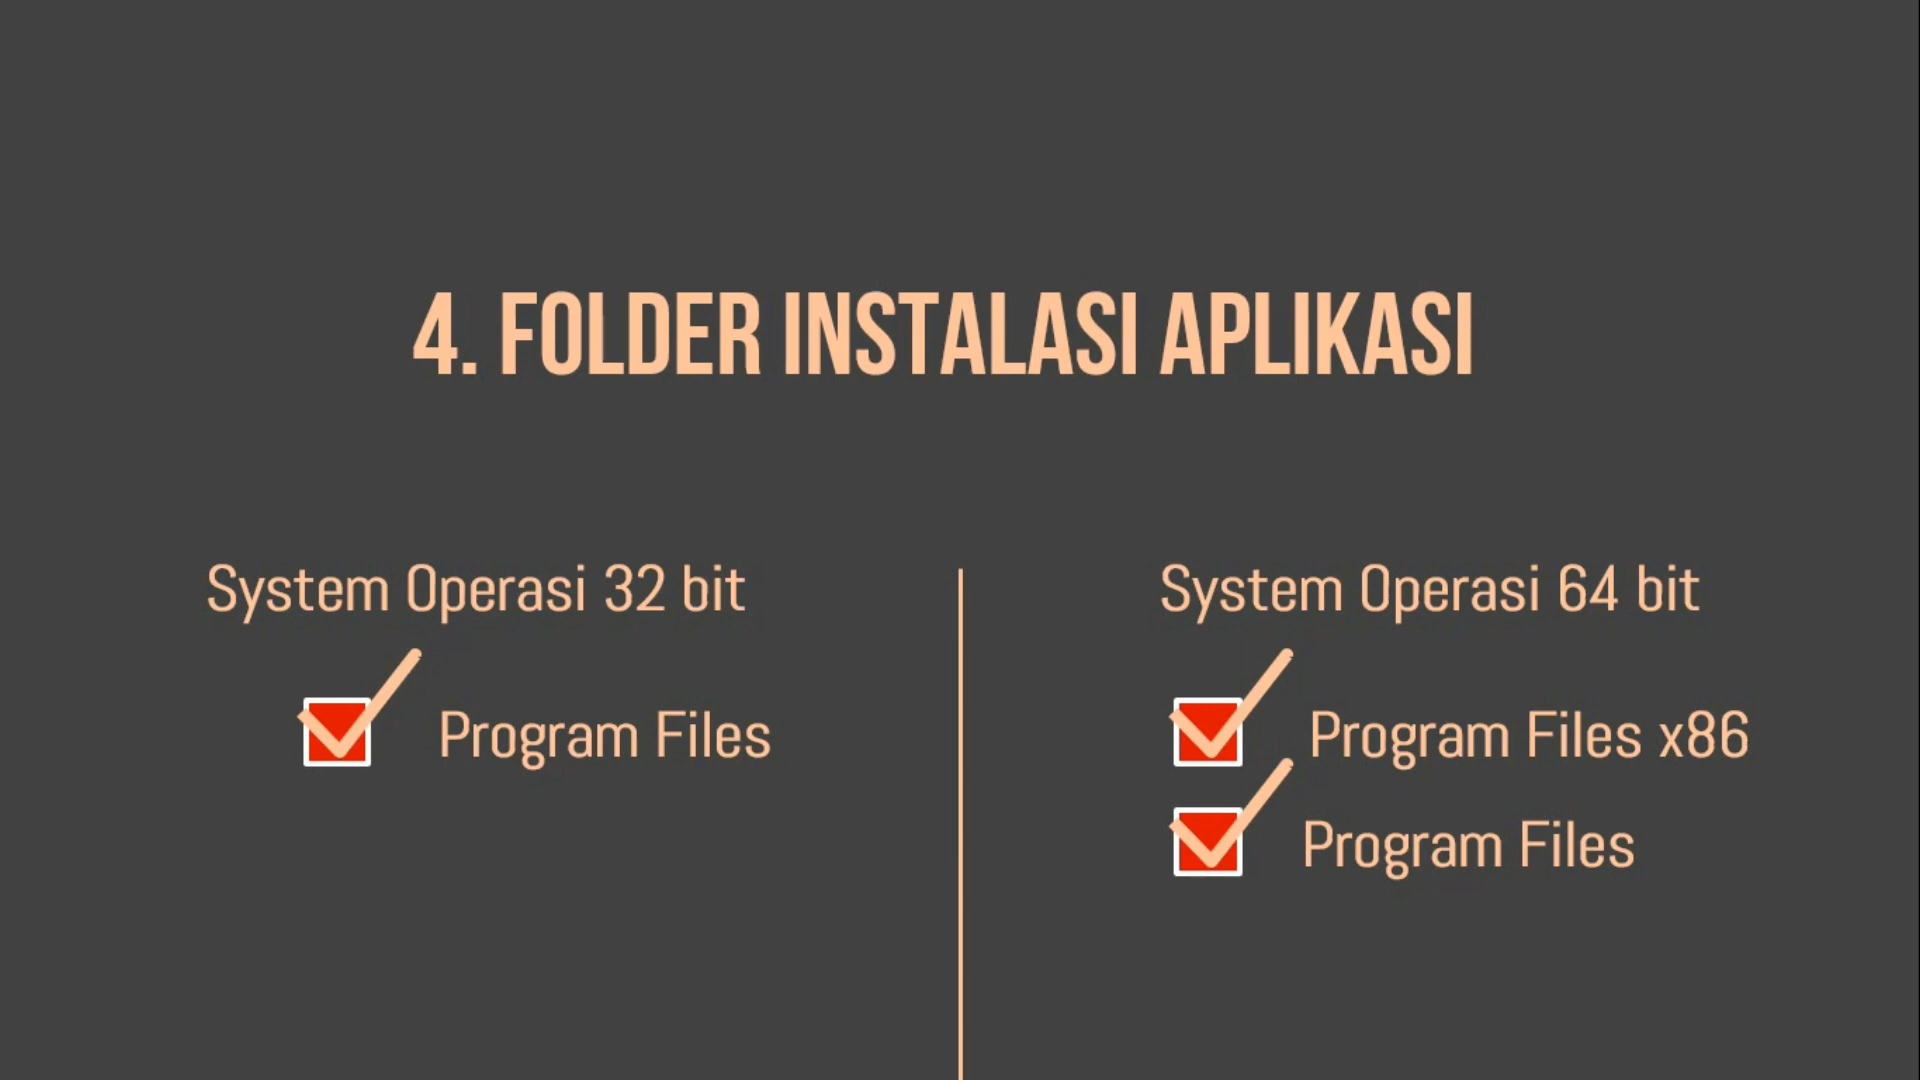 4. FOLDER INSTALASI APLIKASI
System Operasi 32 bit
Program Files
System Operasi 64 bit
Program Files x86
Program Files